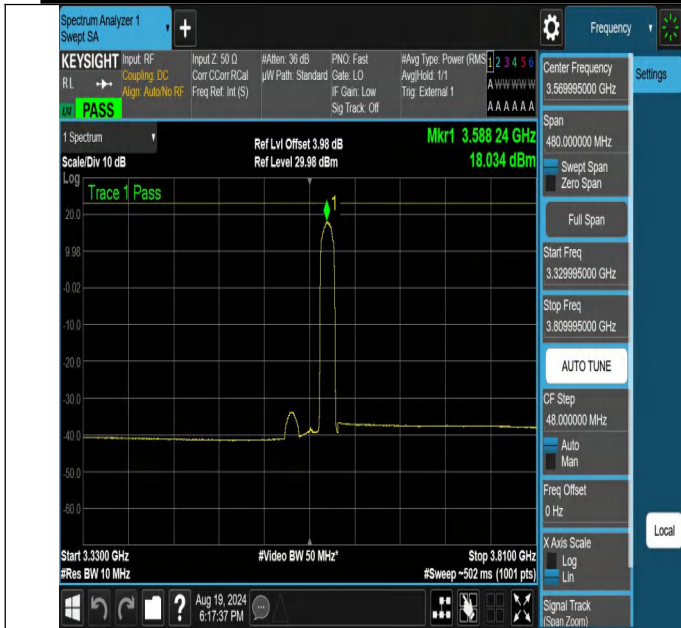 Spectrum Analyzer 1
Swept SA
+
Frequency
KEYSIGHT
Input: RF
Input Z: 50 Ω
#Atten: 36 dB
PNO: Fast
#Avg Type: Power (RMS
1 2 3 4 5 6
RL
Coupling: DC
Corr CCorr RCal
µW Path: Standard
Gate: LO
Avg|Hold: 1/1
A W W W W W
Align: Auto/No RF
Freq Ref: Int (S)
IF Gain: Low
Trig: External 1
Sig Track: Off
A A A A A A
PASS
1 Spectrum
Scale/Div 10 dB
Ref Lvl Offset 3.98 dB
Ref Level 29.98 dBm
Mkr1 3.588 24 GHz
18.034 dBm
Log
Trace 1 Pass
1
20.0
9.98
-0.02
-10.0
-20.0
-30.0
-40.0
-50.0
-60.0
Start 3.3300 GHz
#Video BW 50 MHz*
Stop 3.8100 GHz
#Res BW 10 MHz
#Sweep ~502 ms (1001 pts)
?
Aug 19, 2024
6:17:37 PM
Center Frequency
3.569995000 GHz
Settings
Span
480.000000 MHz
Swept Span
Zero Span
Full Span
Start Freq
3.329995000 GHz
Stop Freq
3.809995000 GHz
AUTO TUNE
CF Step
48.000000 MHz
Auto
Man
Freq Offset
0 Hz
Local
X Axis Scale
Log
Lin
Signal Track
(Span Zoom)